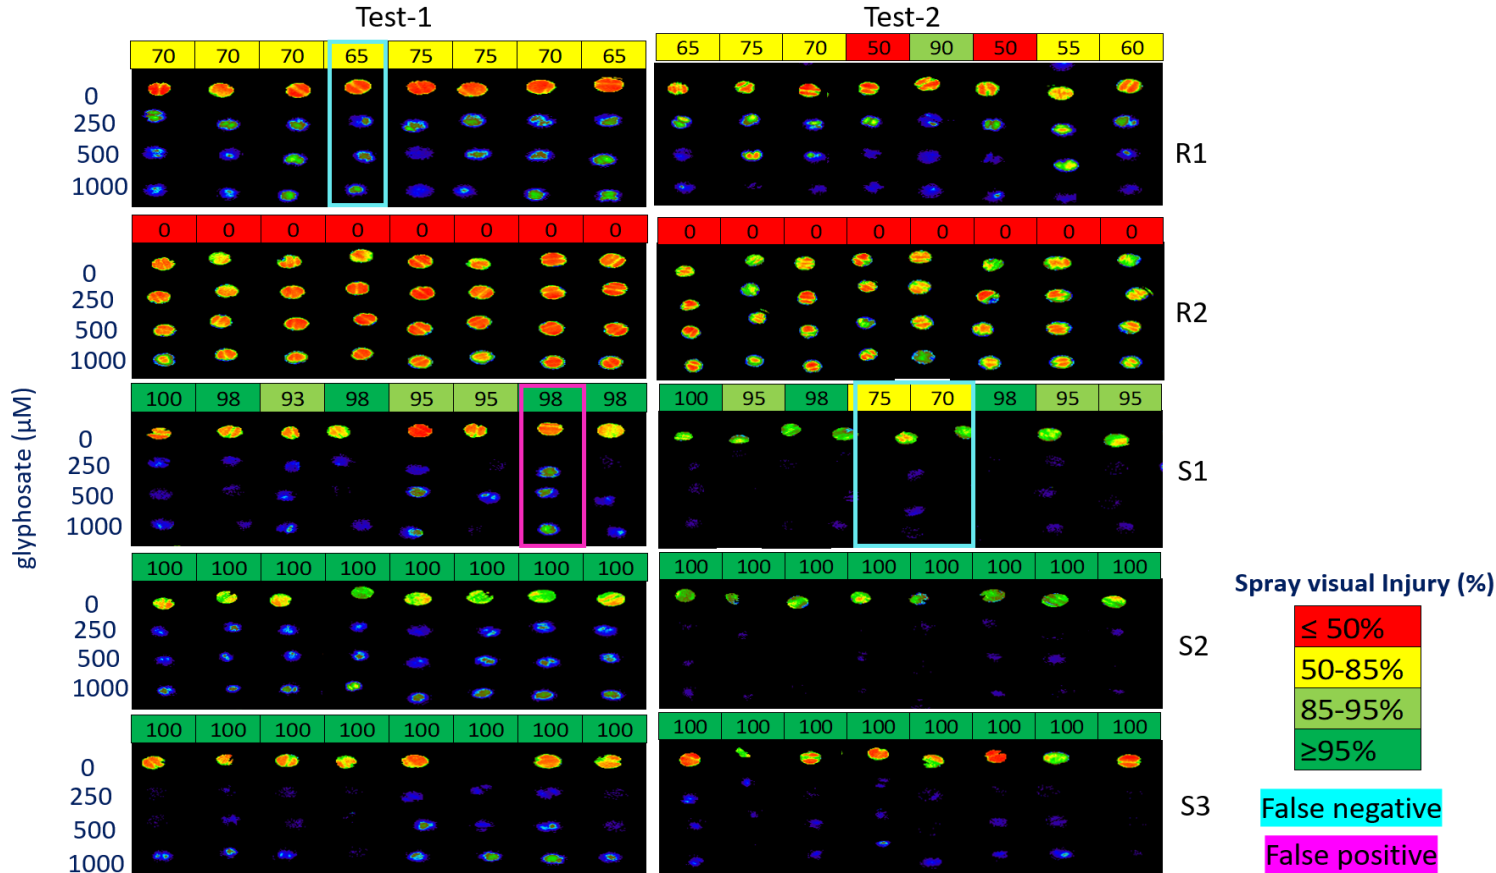 Test-1 Test-2
70 70 70 65 75 75 70 65 65 75 70 50 90 50 55 60
0
250
500
1000
R1
0 0 0 0 0 0 0 0 0 0 0 0 0 0 0 0
0
250
500
1000
R2
100 98 93 98 95 95 98 98 100 95 98 75 70 98 95 95
0
250
500
1000
S1
100 100 100 100 100 100 100 100 100 100 100 100 100 100 100 100
0
250
500
1000
S2
100 100 100 100 100 100 100 100 100 100 100 100 100 100 100 100
0
250
500
1000
S3
glyphosate (µM)
Spray visual Injury (%)
≤ 50%
50-85%
85-95%
≥95%
False negative
False positive